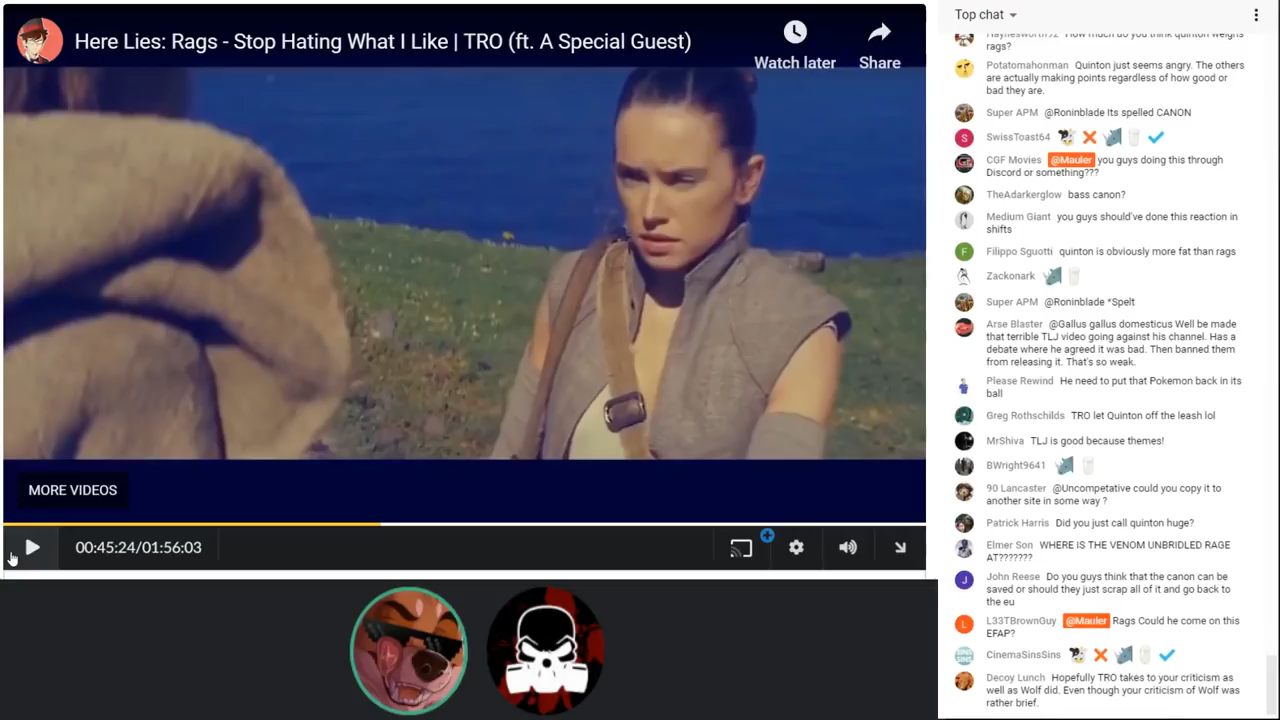 Here Lies: Rags - Stop Hating What I Like | TRO (ft. A Special Guest)
Watch later
Share
MORE VIDEOS
00:45:24/01:56:03
Top chat
Haynesworth92 How much do you think quinton weighs
rags?
Potatomahonman Quinton just seems angry. The others
are actually making points regardless of how good or
bad they are.
Super APM @Roninblade Its spelled CANON
S SwissToast64
CGF Movies @Mauler you guys doing this through
Discord or something???
TheAdarkerglow bass canon?
Medium Giant you guys should've done this reaction in
shifts
F Filippo Sguotti quinton is obviously more fat than rags
Zackonark
Super APM @Roninblade *Spelt
Arse Blaster @Gallus gallus domesticus Well be made
that terrible TLJ video going against his channel. Has a
debate where he agreed it was bad. Then banned them
from releasing it. That's so weak.
Please Rewind He need to put that Pokemon back in its
ball
Greg Rothschilds TRO let Quinton off the leash lol
MrShiva TLJ is good because themes!
BWright9641
90 Lancaster @Uncompetative could you copy it to
another site in some way ?
Patrick Harris Did you just call quinton huge?
Elmer Son WHERE IS THE VENOM UNBRIDLED RAGE
AT???????
J John Reese Do you guys think that the canon can be
saved or should they just scrap all of it and go back to
the eu
L L33TBrownGuy @Mauler Rags Could he come on this
EFAP?
CinemaSinsSins
Decoy Lunch Hopefully TRO takes to your criticism as
well as Wolf did. Even though your criticism of Wolf was
rather brief.